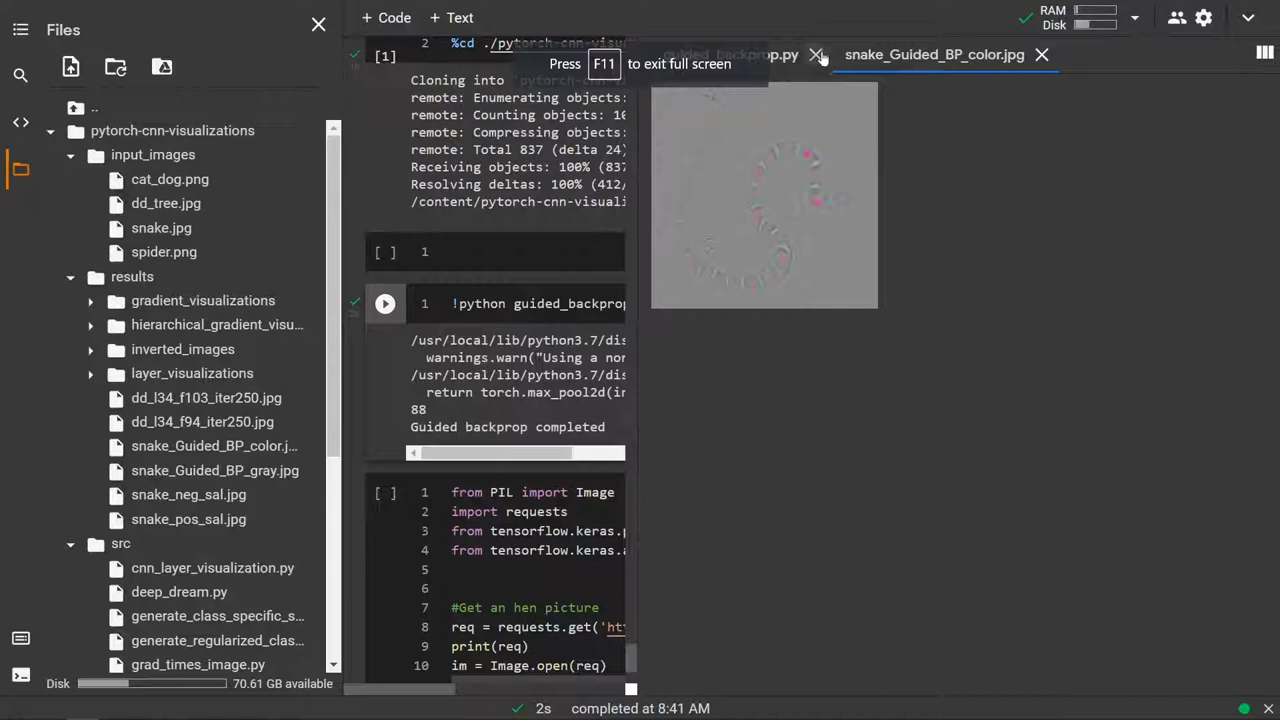 Files
+ Code + Text
RAM
Disk
..
pytorch-cnn-visualizations
input_images
cat_dog.png
dd_tree.jpg
snake.jpg
spider.png
results
gradient_visualizations
hierarchical_gradient_visu...
inverted_images
layer_visualizations
dd_l34_f103_iter250.jpg
dd_l34_f94_iter250.jpg
snake_Guided_BP_color.j...
snake_Guided_BP_gray.jpg
snake_neg_sal.jpg
snake_pos_sal.jpg
src
cnn_layer_visualization.py
deep_dream.py
generate_class_specific_s...
generate_regularized_clas...
grad_times_image.py
Disk 70.61 GB available
[1]
2 %cd ./pytorch-cnn-visu
Cloning into 'pytorch-cnn-
remote: Enumerating objects:
remote: Counting objects: 10
remote: Compressing objects:
remote: Total 837 (delta 24)
Receiving objects: 100% (837
Resolving deltas: 100% (412/
/content/pytorch-cnn-visuali
[ ] 1
1 !python guided_backprop
/usr/local/lib/python3.7/dis
warnings.warn("Using a nor
/usr/local/lib/python3.7/dis
return torch.max_pool2d(in
88
Guided backprop completed
[ ] 1 from PIL import Image
2 import requests
3 from tensorflow.keras.p
4 from tensorflow.keras.a
5
6
7 #Get an hen picture
8 req = requests.get('htt
9 print(req)
10 im = Image.open(req)
Press F11 to exit full screen
guided_backprop.py
snake_Guided_BP_color.jpg
2s completed at 8:41 AM